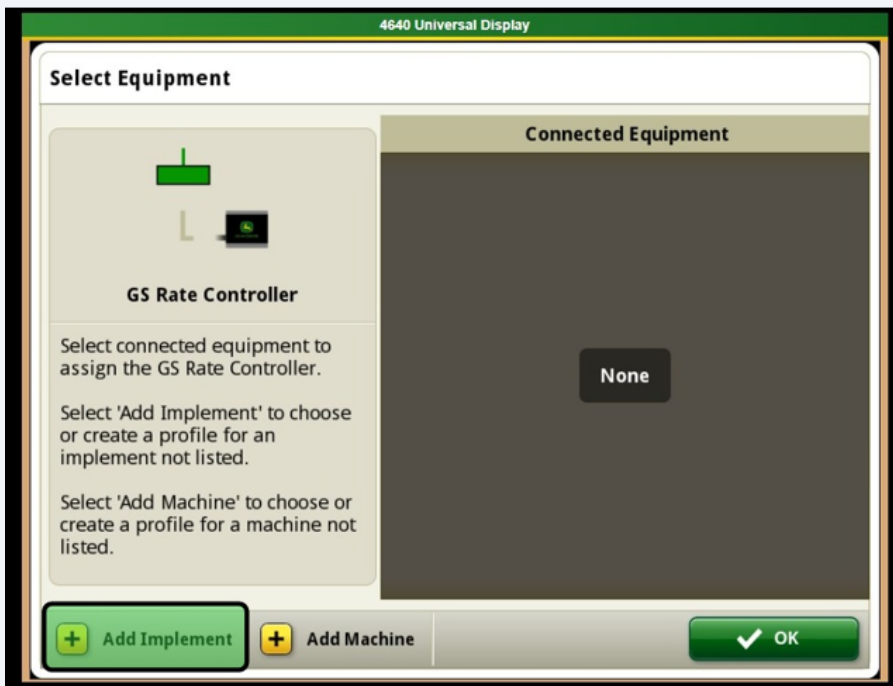 4640 Universal Display
Select Equipment
GS Rate Controller
Select connected equipment to
assign the GS Rate Controller.
Select 'Add Implement' to choose
or create a profile for an
implement not listed.
Select 'Add Machine' to choose or
create a profile for a machine not
listed.
Connected Equipment
None
Add Implement
Add Machine
OK